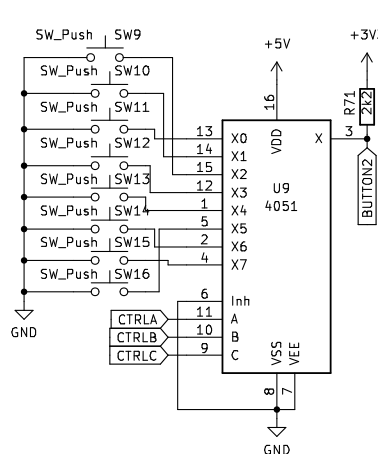 SW_Push SW9
SW_Push SW10
SW_Push SW11
SW_Push SW12
SW_Push SW13
SW_Push SW14
SW_Push SW15
SW_Push SW16
GND
+5V
16
VDD
+3V3
R71
2k2
X
3
BUTTON2
U9
4051
13 X0
14 X1
15 X2
12 X3
1 X4
5 X5
2 X6
4 X7
6 Inh
CTRLA 11 A
CTRLB 10 B
CTRLC 9 C
VSS
VEE
8
7
GND